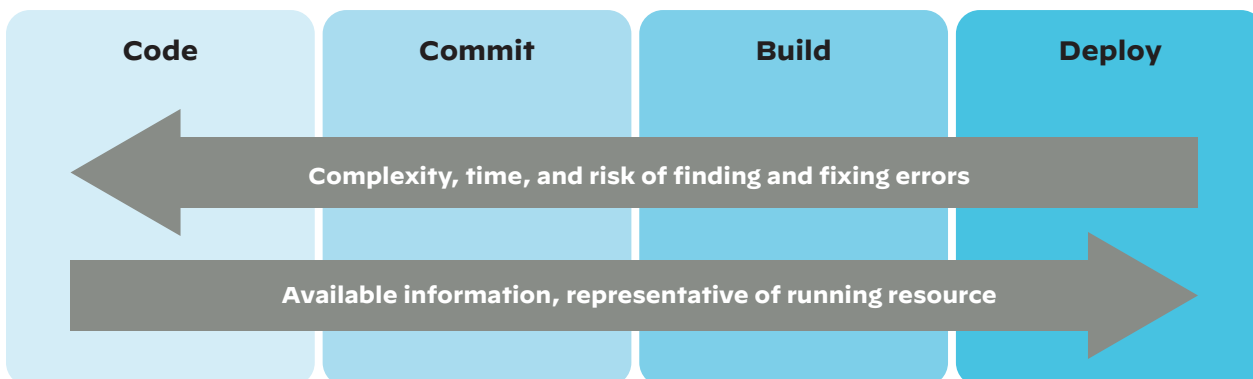 Code
Commit
Build
Deploy
Complexity, time, and risk of finding and fixing errors
Available information, representative of running resource